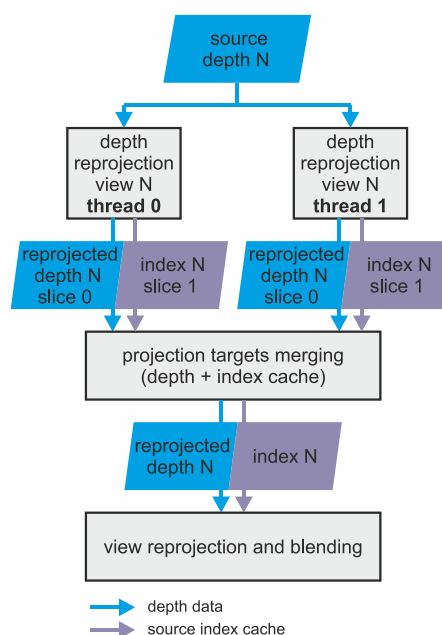 source
depth N
depth
reprojection
view N
thread 0
depth
reprojection
view N
thread 1
reprojected
depth N
slice 0
index N
slice 1
reprojected
depth N
slice 0
index N
slice 1
projection targets merging
(depth + index cache)
reprojected
depth N
index N
view reprojection and blending
depth data
source index cache